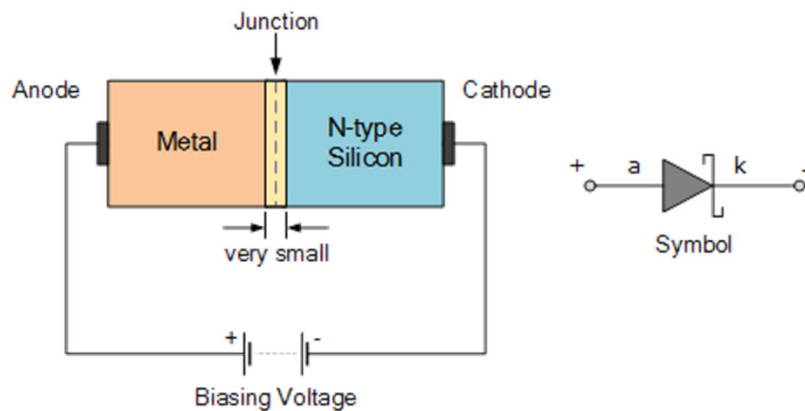 Junction
Anode
Cathode
Metal
N-type
Silicon
very small
+ -
Biasing Voltage
+ a k -
Symbol